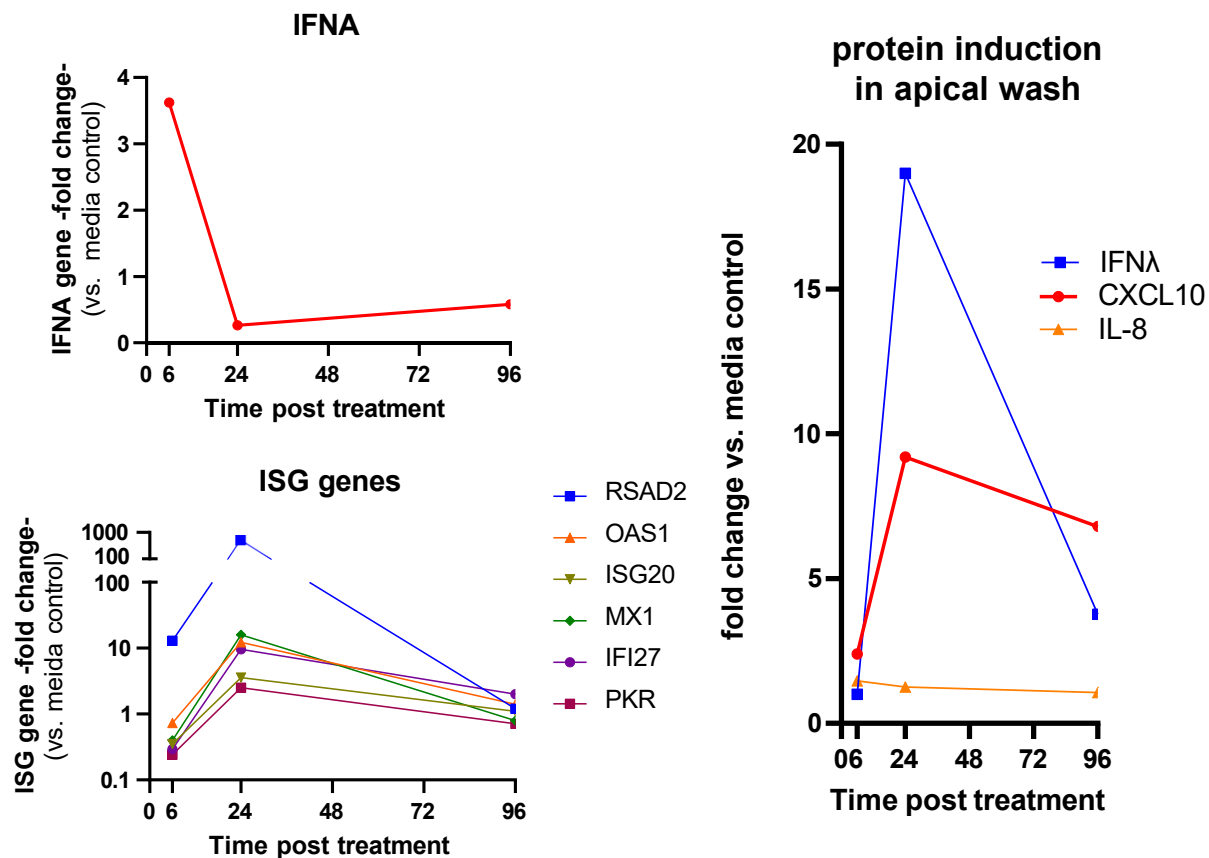 IFNA
IFNA gene -fold change-
(vs. media control)
4
3
2
1
0
0 6 24 48 72 96
Time post treatment
ISG genes
ISG gene -fold change-
(vs. meida control)
1000
100
100
10
1
0.1
0 6 24 48 72 96
Time post treatment
RSAD2
OAS1
ISG20
MX1
IFI27
PKR
protein induction
in apical wash
fold change vs. media control
20
15
10
5
0
0 6 24 48 72 96
Time post treatment
IFNλ
CXCL10
IL-8